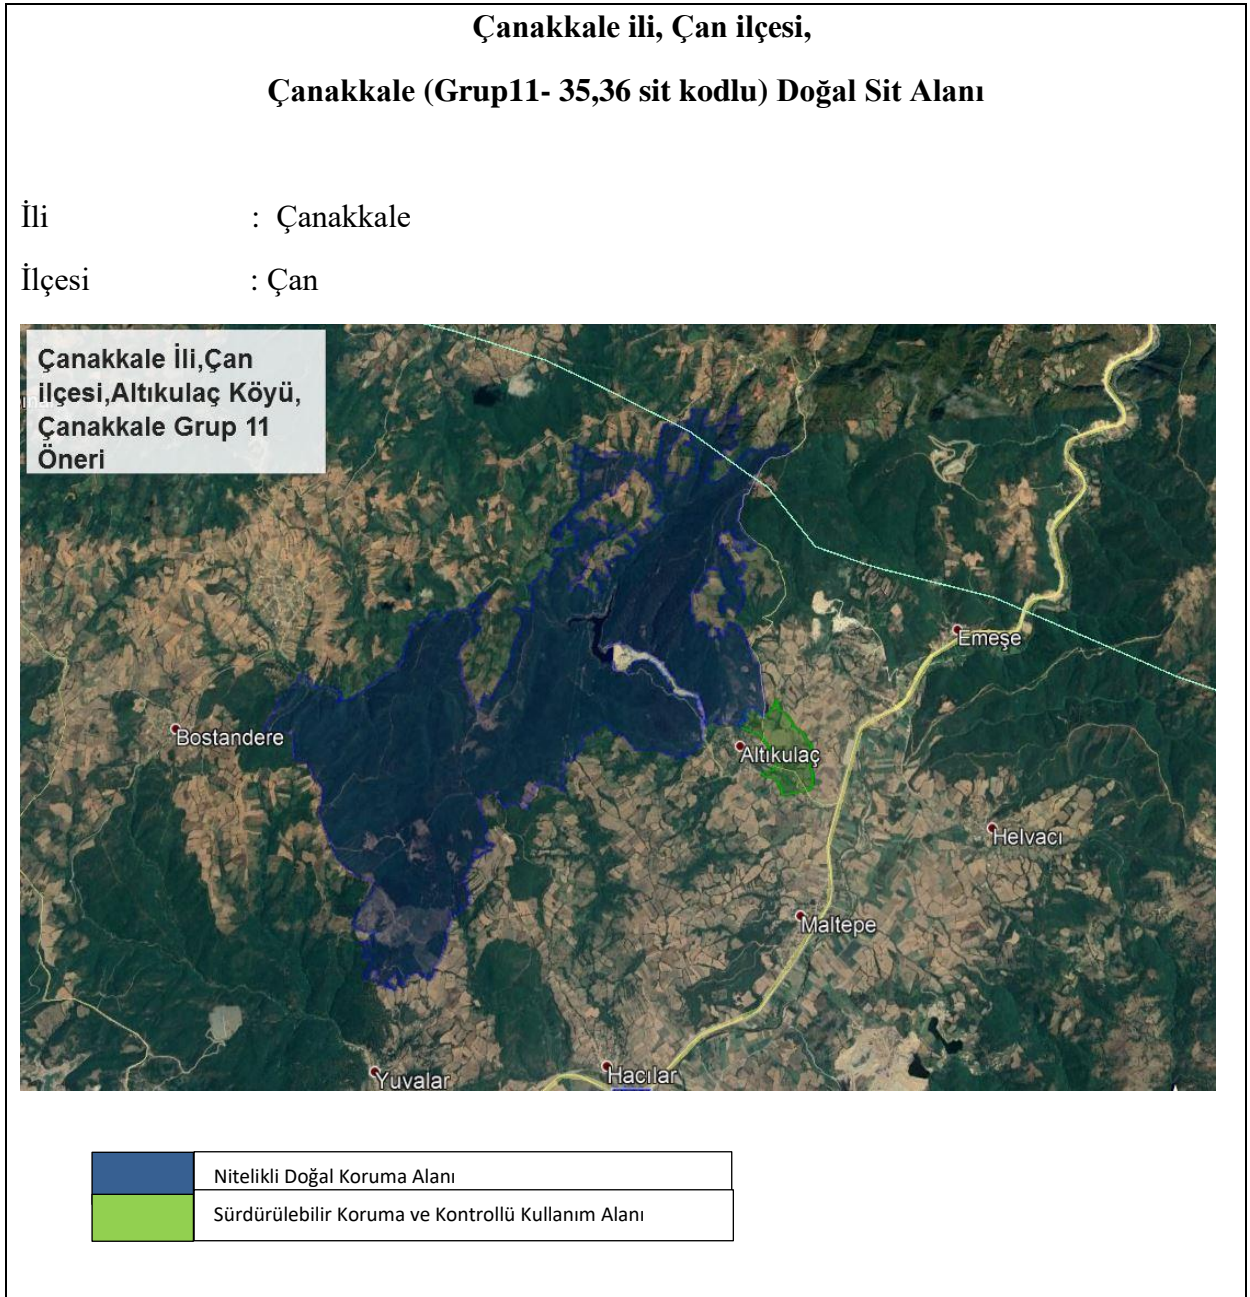 Çanakkale ili, Çan ilçesi,
Çanakkale (Grup11- 35,36 sit kodlu) Doğal Sit Alanı
İli : Çanakkale
İlçesi : Çan
Çanakkale İli,Çan
ilçesi,Altıkulaç Köyü,
Çanakkale Grup 11
Öneri
Emeşe
Bostandere
Altıkulaç
Helvacı
Maltepe
Yuvalar
Hacılar
Nitelikli Doğal Koruma Alanı
Sürdürülebilir Koruma ve Kontrollü Kullanım Alanı